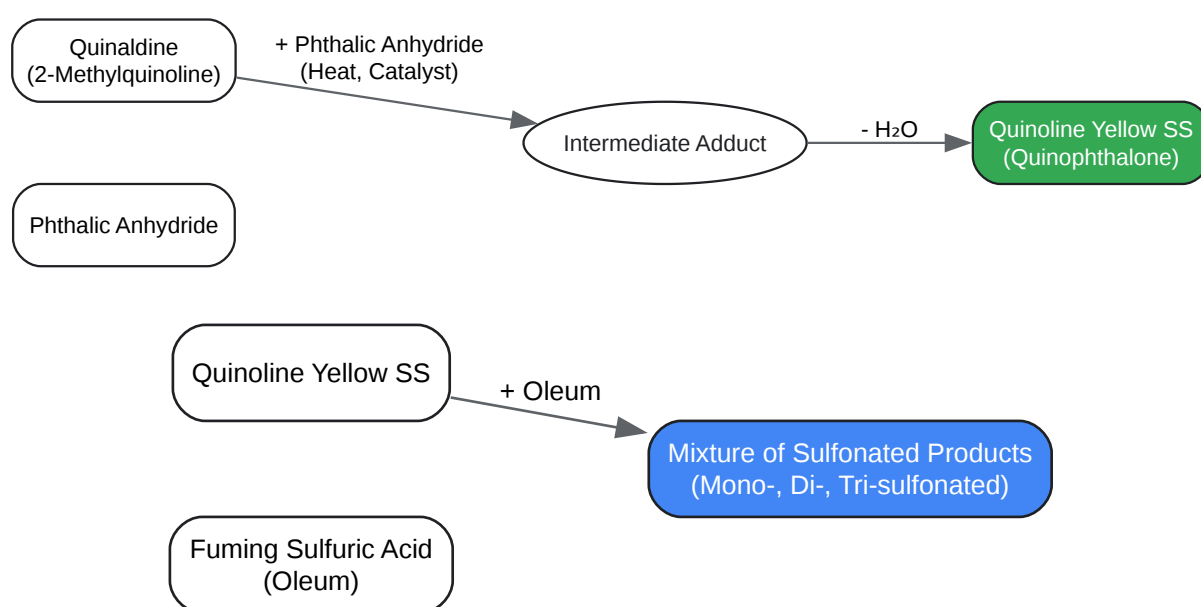 Quinaldine
(2-Methylquinoline)
+ Phthalic Anhydride
(Heat, Catalyst)
Intermediate Adduct
- H₂O
Quinoline Yellow SS
(Quinophthalone)
Phthalic Anhydride
Quinoline Yellow SS
+ Oleum
Mixture of Sulfonated Products
(Mono-, Di-, Tri-sulfonated)
Fuming Sulfuric Acid
(Oleum)